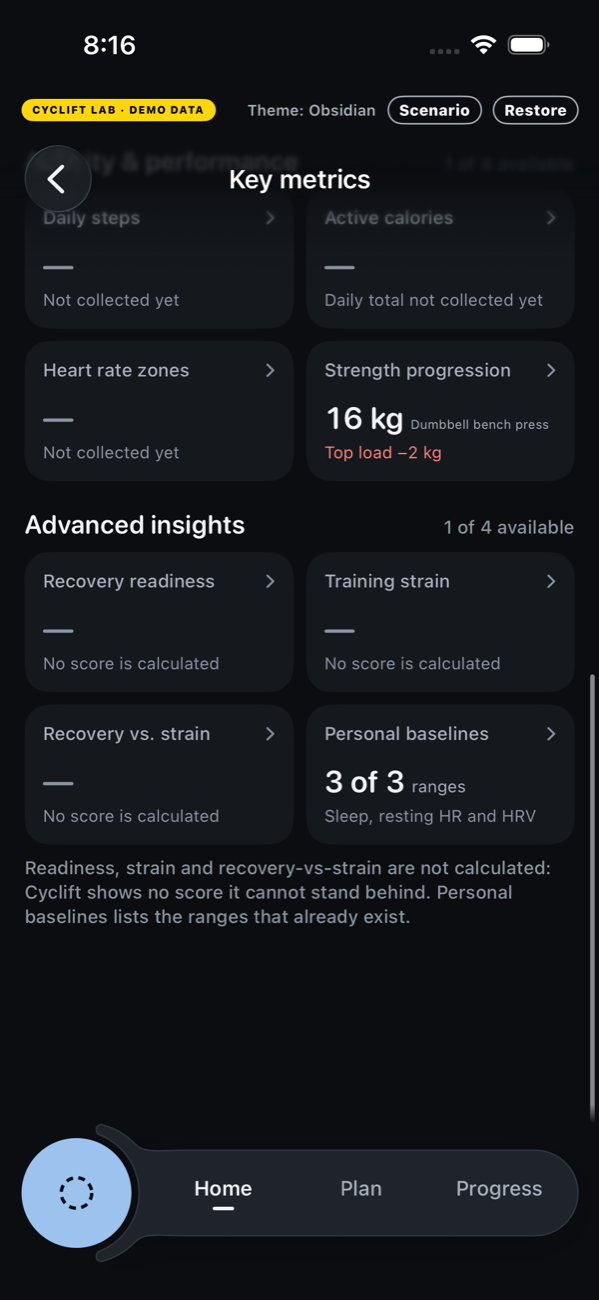 8:16
CYCLIFT LAB · DEMO DATA
Theme: Obsidian
Scenario
Restore
& performance
1 of 4 available
Key metrics
Daily steps
Active calories
—
—
Not collected yet
Daily total not collected yet
Heart rate zones
Strength progression
—
16 kg Dumbbell bench press
Not collected yet
Top load −2 kg
Advanced insights
1 of 4 available
Recovery readiness
Training strain
—
—
No score is calculated
No score is calculated
Recovery vs. strain
Personal baselines
—
3 of 3 ranges
No score is calculated
Sleep, resting HR and HRV
Readiness, strain and recovery-vs-strain are not calculated:
Cyclift shows no score it cannot stand behind. Personal
baselines lists the ranges that already exist.
Home
Plan
Progress